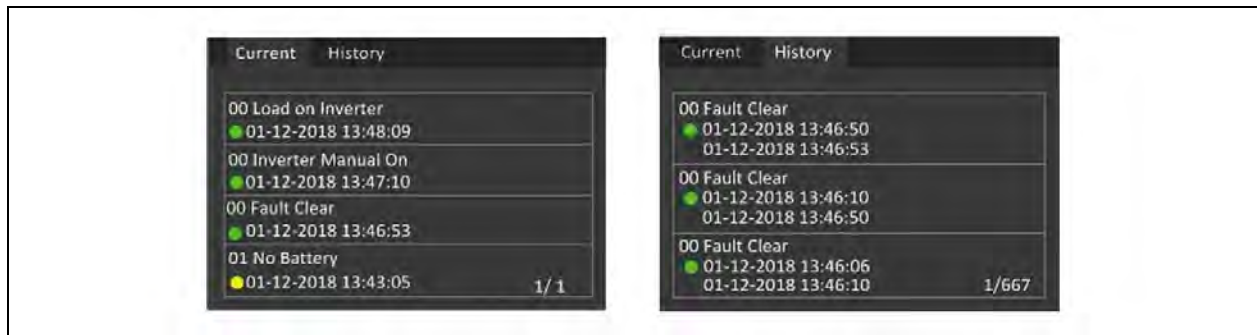 Current History
00 Load on Inverter
01-12-2018 13:48:09
00 Inverter Manual On
01-12-2018 13:47:10
00 Fault Clear
01-12-2018 13:46:53
01 No Battery
01-12-2018 13:43:05
1/ 1
Current History
00 Fault Clear
01-12-2018 13:46:50
01-12-2018 13:46:53
00 Fault Clear
01-12-2018 13:46:10
01-12-2018 13:46:50
00 Fault Clear
01-12-2018 13:46:06
01-12-2018 13:46:10
1/667